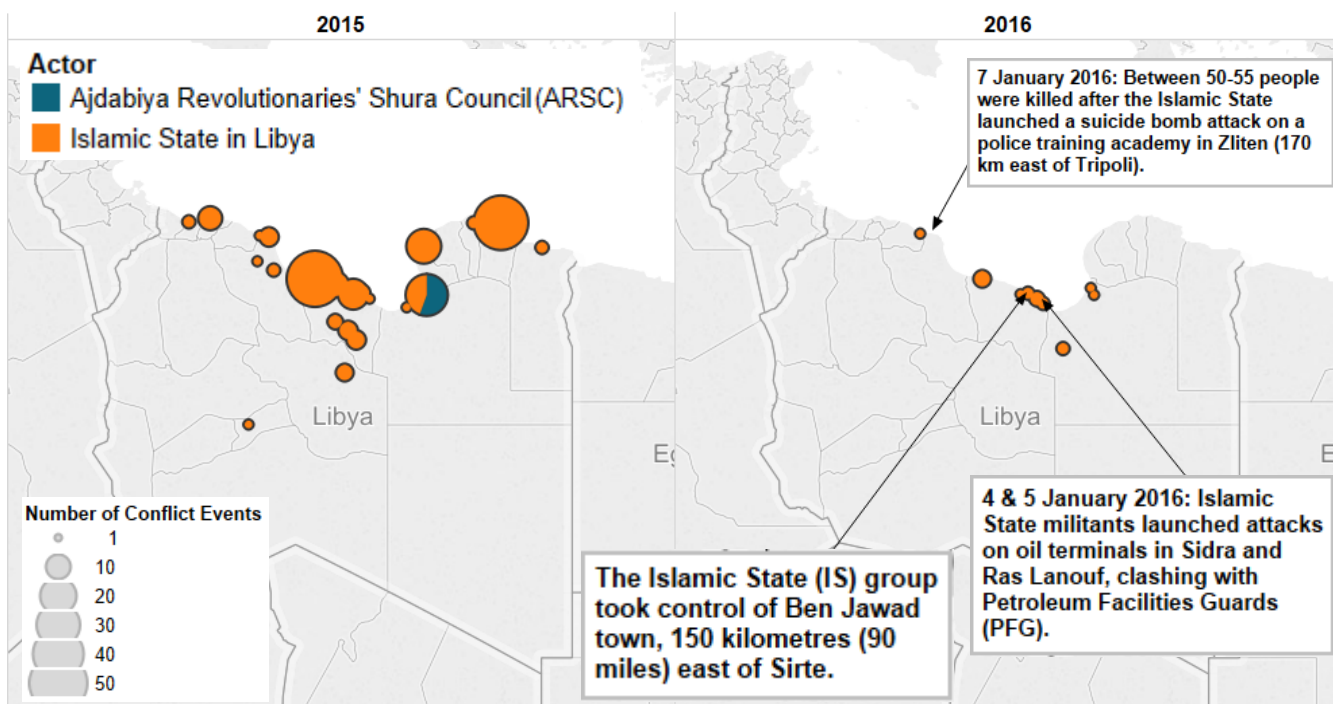 2015
2016
Actor
Ajdabiya Revolutionaries' Shura Council (ARSC)
Islamic State in Libya
7 January 2016: Between 50-55 people
were killed after the Islamic State
launched a suicide bomb attack on a
police training academy in Zliten (170
km east of Tripoli).
Libya
Libya
Number of Conflict Events
1
10
20
30
40
50
The Islamic State (IS) group
took control of Ben Jawad
town, 150 kilometres (90
miles) east of Sirte.
4 & 5 January 2016: Islamic
State militants launched attacks
on oil terminals in Sidra and
Ras Lanouf, clashing with
Petroleum Facilities Guards
(PFG).